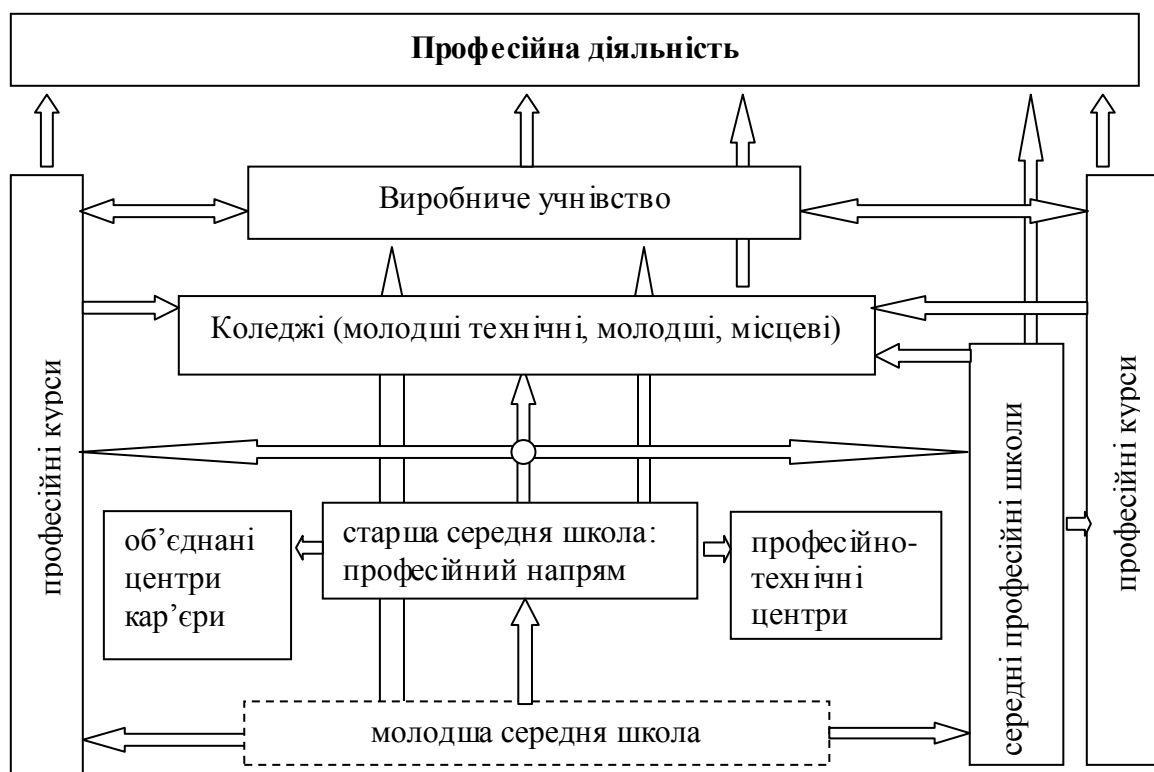 Професійна діяльність
Виробниче учнівство
Коледжі (молодші технічні, молодші, місцеві)
професійні курси
середні професійні школи
професійні курси
об’єднані
центри
кар’єри
старша середня школа:
професійний напрям
професійно-
технічні
центри
молодша середня школа